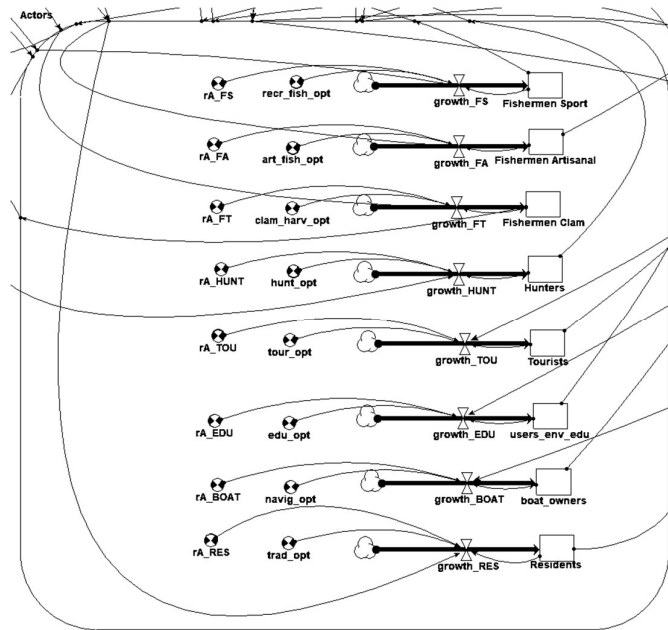 Actors
rA_FS
recr_fish_opt
growth_FS
Fishermen Sport
rA_FA
art_fish_opt
growth_FA
Fishermen Artisanal
rA_FT
clam_harv_opt
growth_FT
Fishermen Clam
rA_HUNT
hunt_opt
growth_HUNT
Hunters
rA_TOU
tour_opt
growth_TOU
Tourists
rA_EDU
edu_opt
growth_EDU
users_env_edu
rA_BOAT
navig_opt
growth_BOAT
boat_owners
rA_RES
trad_opt
growth_RES
Residents